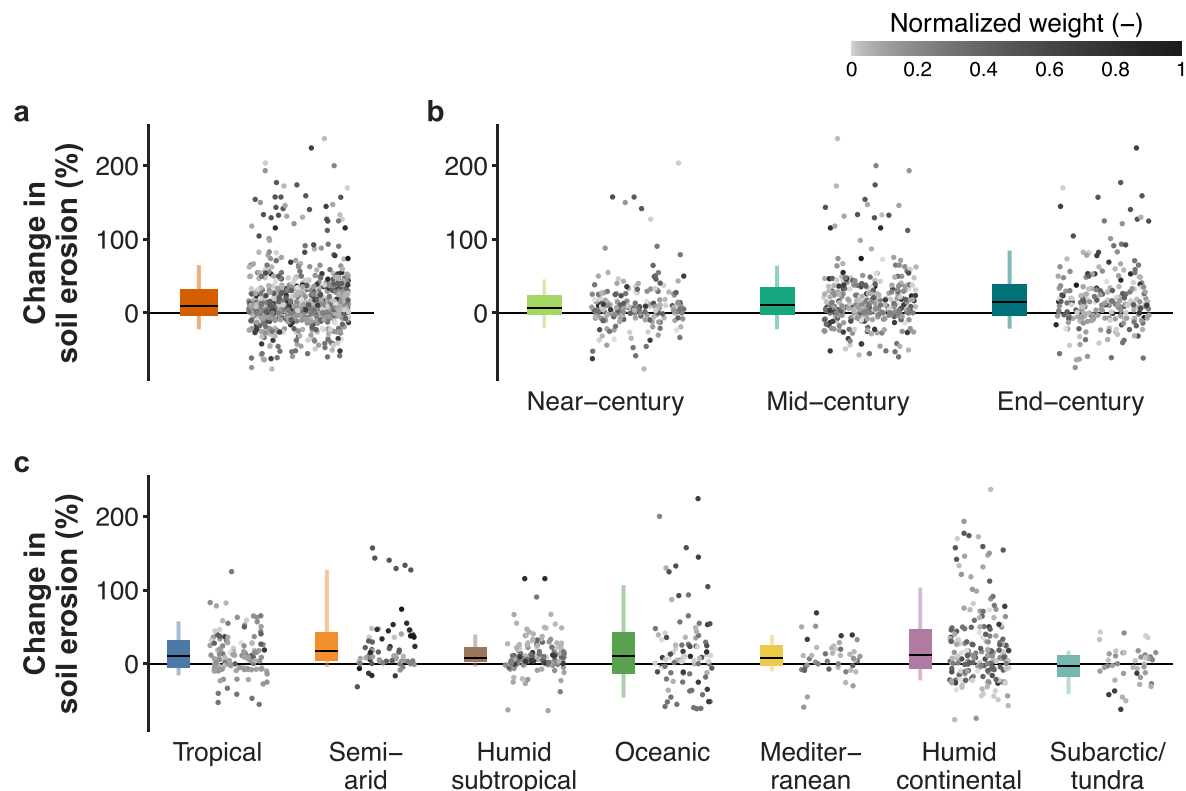 Normalized weight (−)
0 0.2 0.4 0.6 0.8 1
a
b
Change in
soil erosion (%)
200
100
0
200
100
0
Near−century Mid−century End−century
c
Change in
soil erosion (%)
200
100
0
Tropical Semi− Humid Oceanic Mediter− Humid Subarctic/
arid subtropical ranean continental tundra